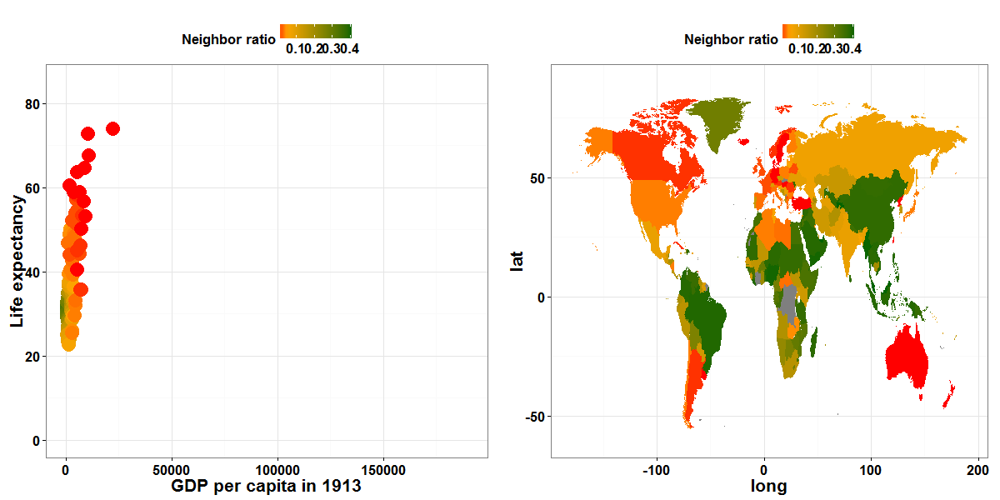 Neighbor ratio
0.10.20.30.4
Life expectancy
80
60
40
20
0
0 50000 100000 150000
GDP per capita in 1913
Neighbor ratio
0.10.20.30.4
lat
50
0
-50
-100 0 100 200
long